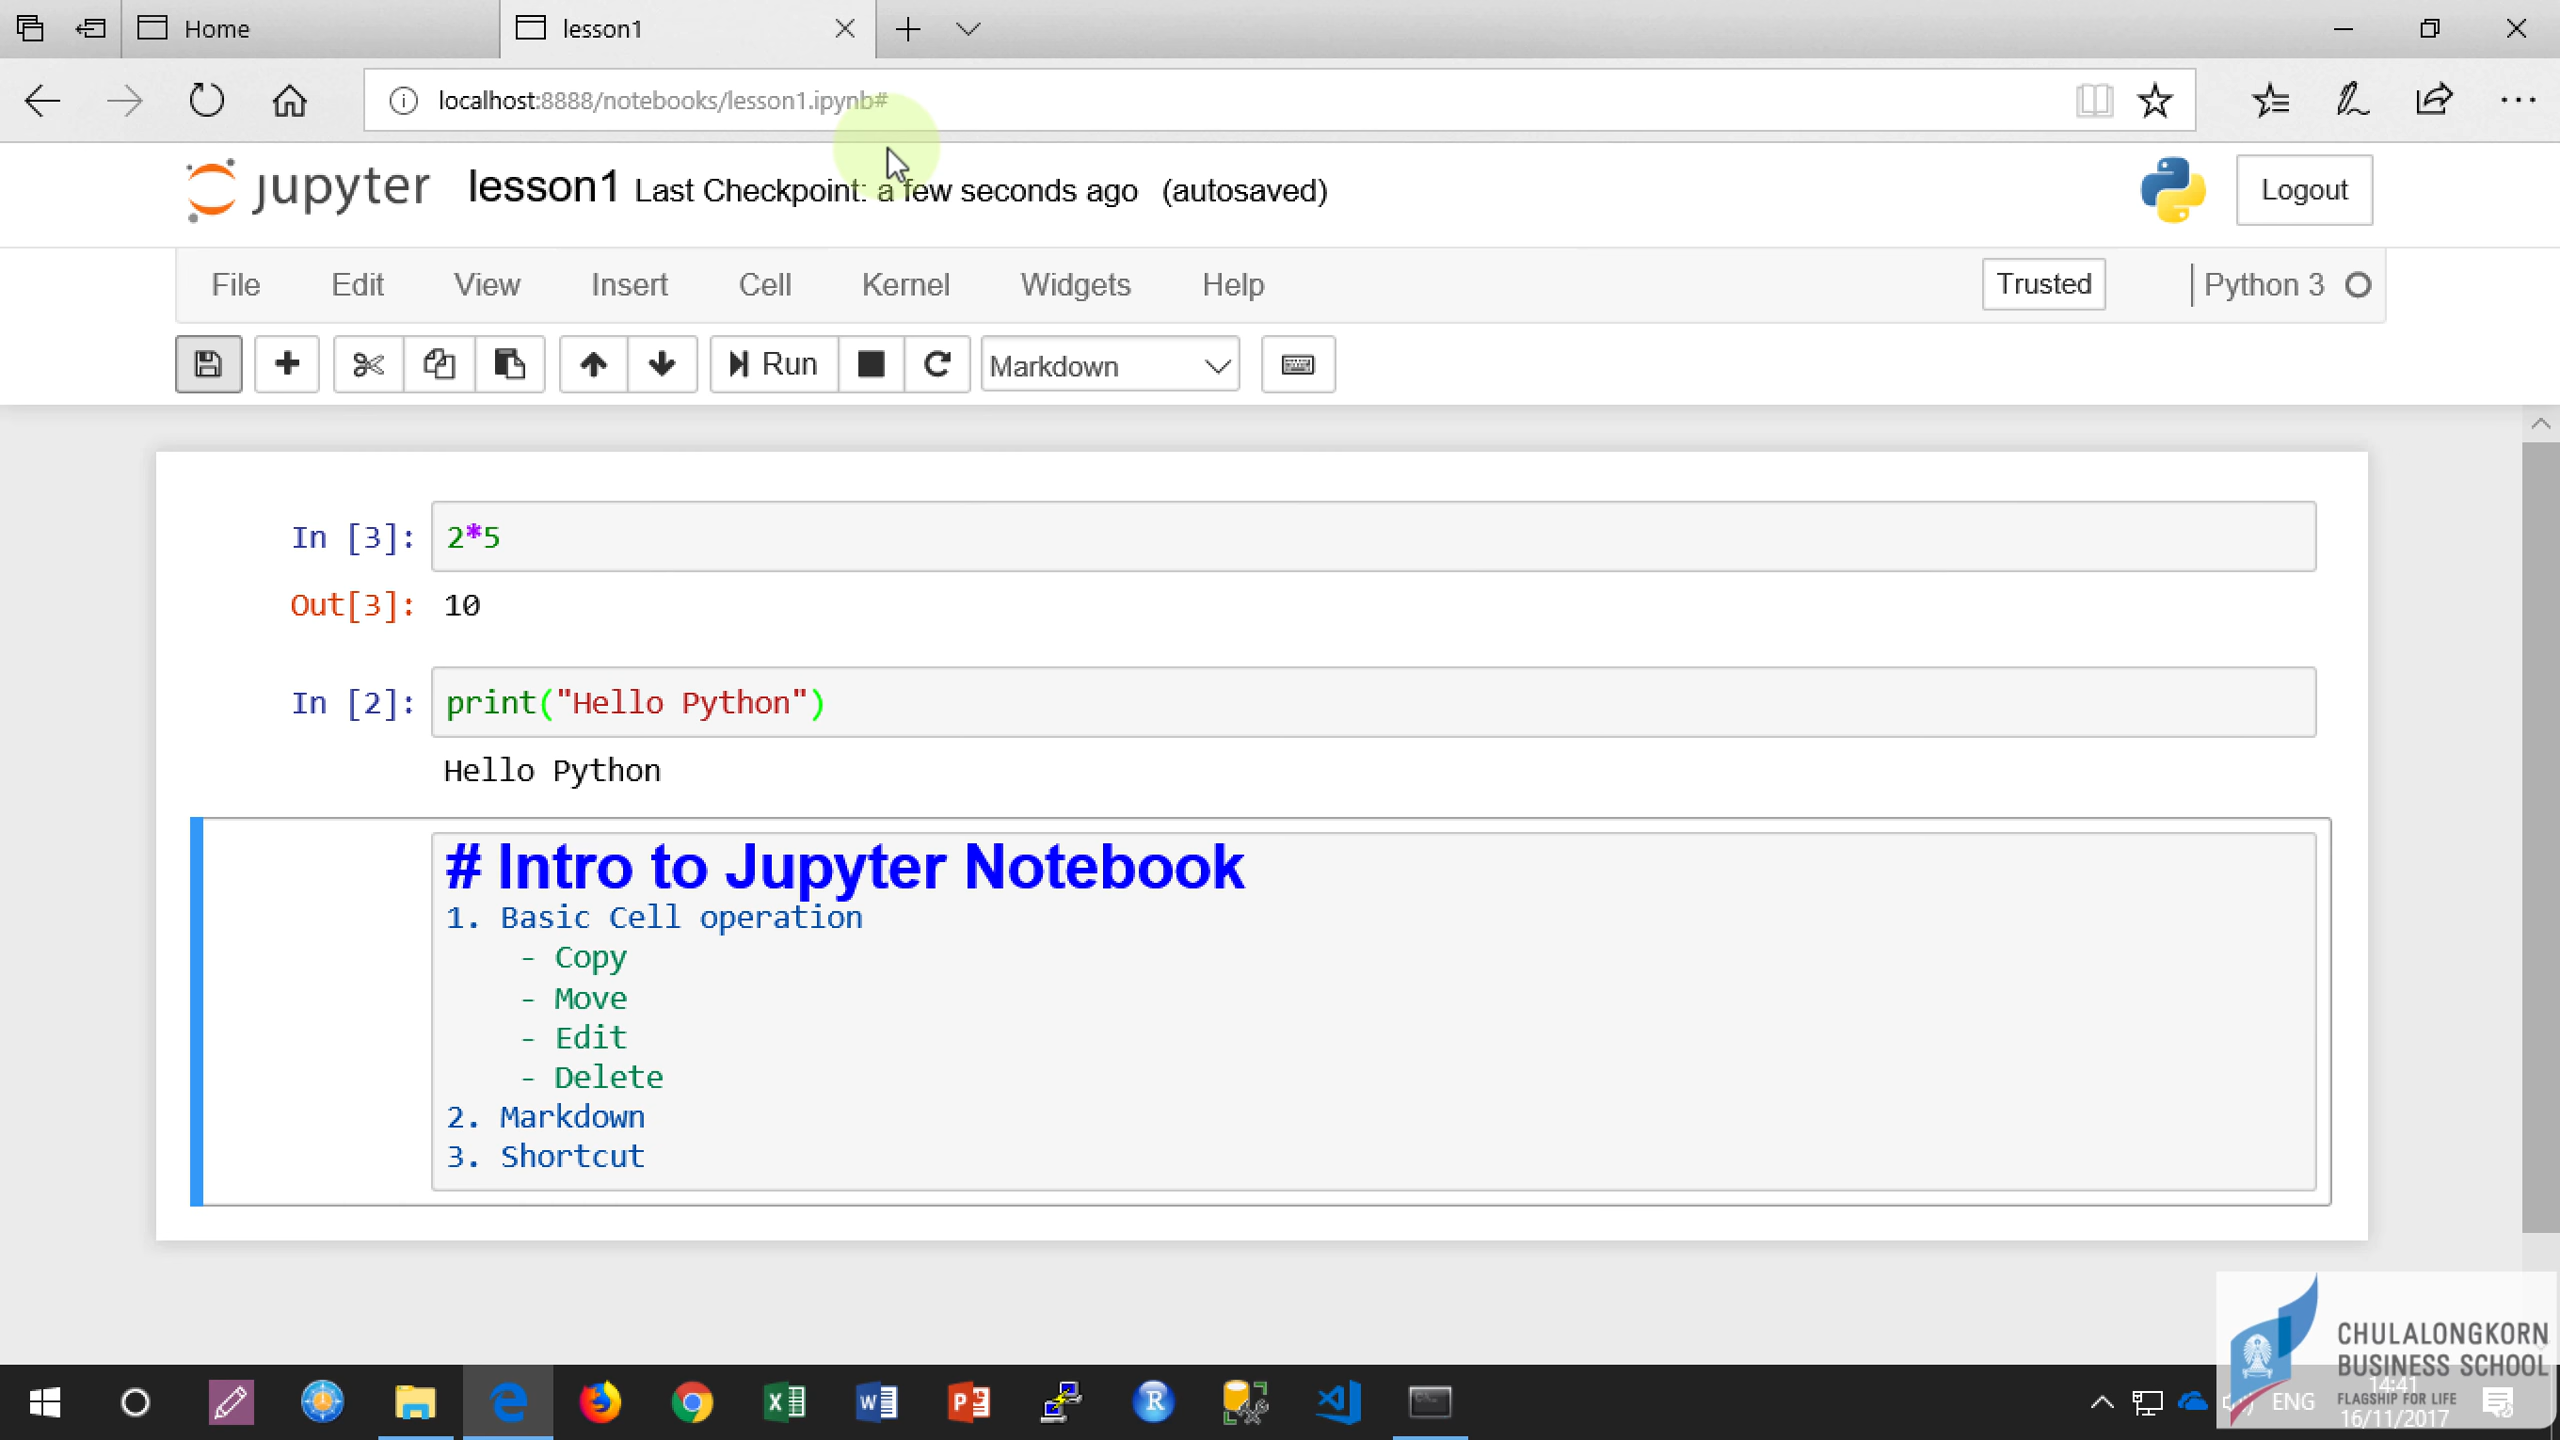 Home
lesson1
localhost:8888/notebooks/lesson1.ipynb#
jupyter lesson1 Last Checkpoint: a few seconds ago (autosaved)
Logout
File Edit View Insert Cell Kernel Widgets Help
Trusted
Python 3
Run
Markdown
In [3]: 2*5
Out[3]: 10
In [2]: print("Hello Python")
Hello Python
# Intro to Jupyter Notebook
1. Basic Cell operation
- Copy
- Move
- Edit
- Delete
2. Markdown
3. Shortcut
CHULALONGKORN
BUSINESS SCHOOL
FLAGSHIP FOR LIFE
ENG
14:41
16/11/2017